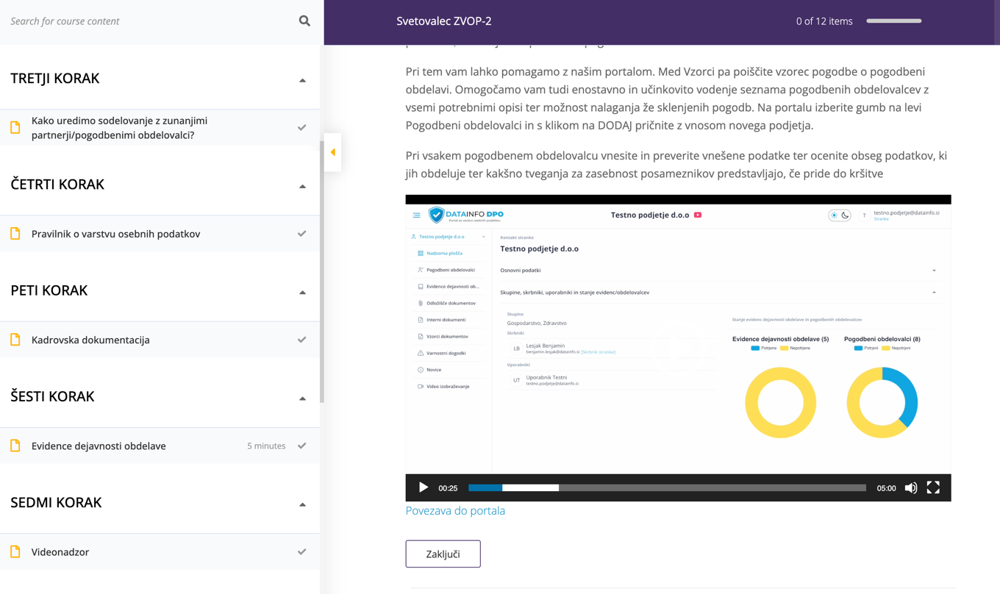 Search for course content
Svetovalec ZVOP-2
0 of 12 items
TRETJI KORAK
Kako uredimo sodelovanje z zunanjimi
partnerji/pogodbenimi obdelovalci?
ČETRTI KORAK
Pravilnik o varstvu osebnih podatkov
PETI KORAK
Kadrovska dokumentacija
ŠESTI KORAK
Evidence dejavnosti obdelave
5 minutes
SEDMI KORAK
Videonadzor
Pri tem vam lahko pomagamo z našim portalom. Med Vzorci pa poiščite vzorec pogodbe o pogodbeni
obdelavi. Omogočamo vam tudi enostavno in učinkovito vodenje seznama pogodbenih obdelovalcev z
vsemi potrebnimi opisi ter možnost nalaganja že sklenjenih pogodb. Na portalu izberite gumb na levi
Pogodbeni obdelovalci in s klikom na DODAJ pričnite z vnosom novega podjetja.
Pri vsakem pogodbenem obdelovalcu vnesite in preverite vnešene podatke ter ocenite obseg podatkov, ki
jih obdeluje ter kakšno tveganja za zasebnost posameznikov predstavljajo, če pride do kršitve
DATAINFO DPO
Portal za varstvo osebnih podatkov
Testno podjetje d.o.o
T
testno.podjetje@datainfo.si
Stranka
Testno podjetje d.o.o
Nadzorna plošča
Pogodbeni obdelovalci
Evidence dejavnosti ob...
Odložišče dokumentov
Interni dokumenti
Vzorci dokumentov
Varnostni dogodki
Novice
Video izobraževanje
Kontakt stranke
Testno podjetje d.o.o
Osnovni podatki
Skupine, skrbniki, uporabniki in stanje evidenc/obdelovalcev
Skupine
Gospodarstvo, Zdravstvo
Skrbniki
LB
Lesjak Benjamin
benjamin.lesjak@datainfo.si [Skrbnik stranke]
Uporabniki
UT
Uporabnik Testni
testno.podjetje@datainfo.si
Stanje evidenc dejavnosti obdelave in pogodbenih obdelovalcev
Evidence dejavnosti obdelave (5)
Potrjene
Nepotrjene
Pogodbeni obdelovalci (8)
Potrjeni
Nepotrjeni
00:25
05:00
Povezava do portala
Zaključi